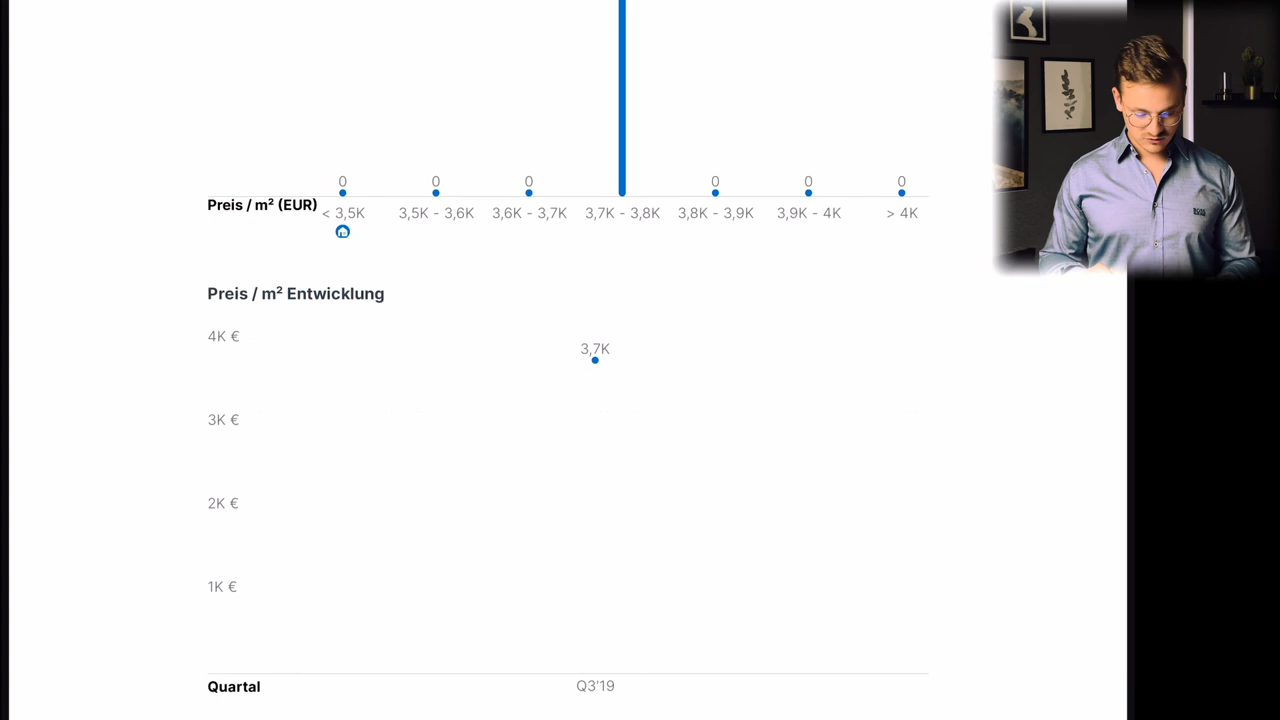 0 0 0 0 0 0
Preis / m² (EUR) < 3,5K 3,5K - 3,6K 3,6K - 3,7K 3,7K - 3,8K 3,8K - 3,9K 3,9K - 4K > 4K
Preis / m² Entwicklung
4K €
3,7K
3K €
2K €
1K €
Quartal Q3'19